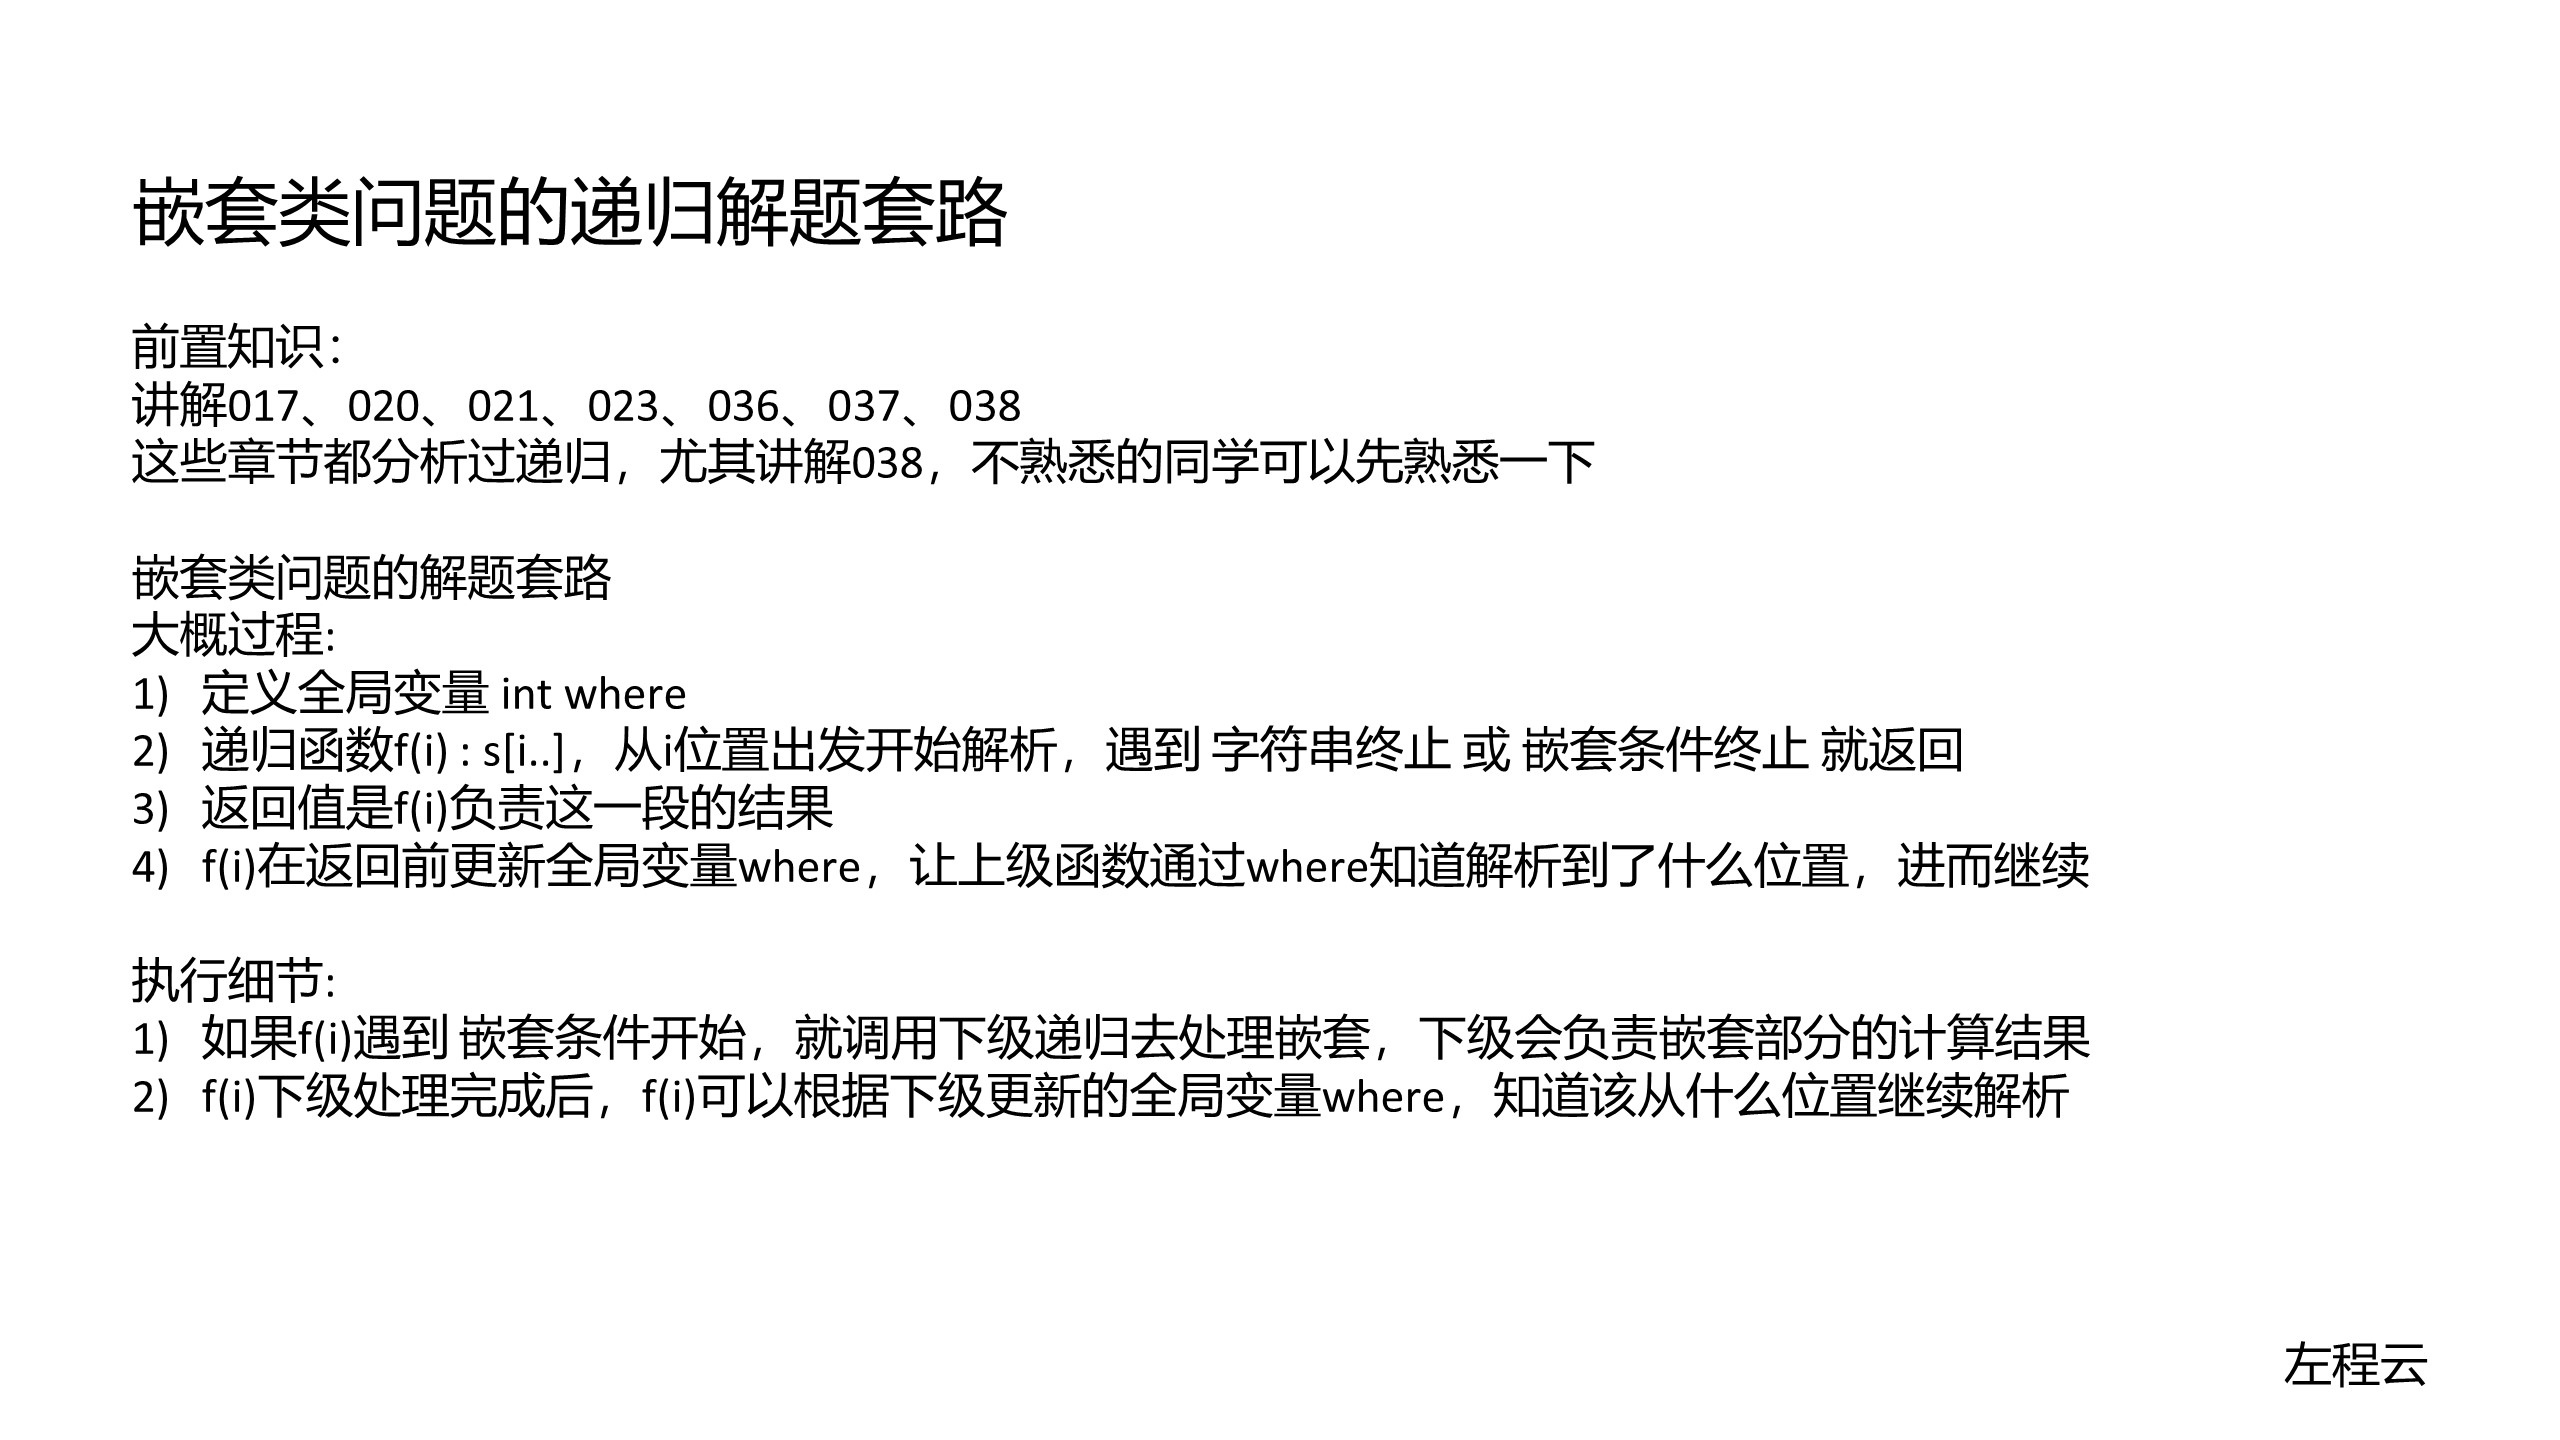 嵌套类问题的递归解题套路
前置知识：
讲解017、020、021、023、036、037、038
这些章节都分析过递归，尤其讲解038，不熟悉的同学可以先熟悉一下
嵌套类问题的解题套路
大概过程:
1) 定义全局变量 int where
2) 递归函数f(i) : s[i..]，从i位置出发开始解析，遇到 字符串终止 或 嵌套条件终止 就返回
3) 返回值是f(i)负责这一段的结果
4) f(i)在返回前更新全局变量where，让上级函数通过where知道解析到了什么位置，进而继续
执行细节:
1) 如果f(i)遇到 嵌套条件开始，就调用下级递归去处理嵌套，下级会负责嵌套部分的计算结果
2) f(i)下级处理完成后，f(i)可以根据下级更新的全局变量where，知道该从什么位置继续解析
左程云